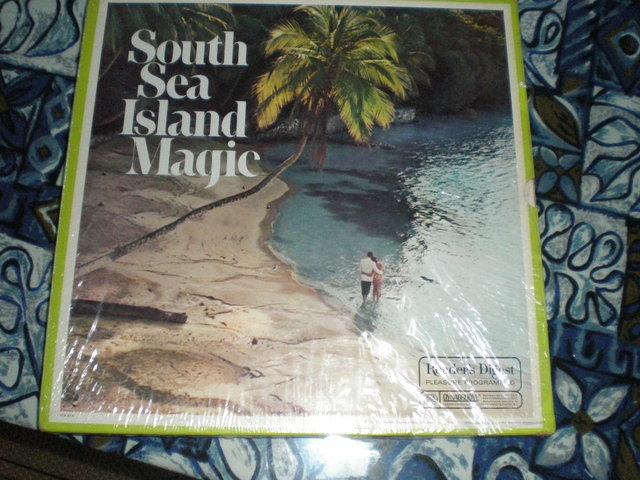 South
Sea
Island
Magic
Reader's Digest
PLEASURE PROGRAMMED